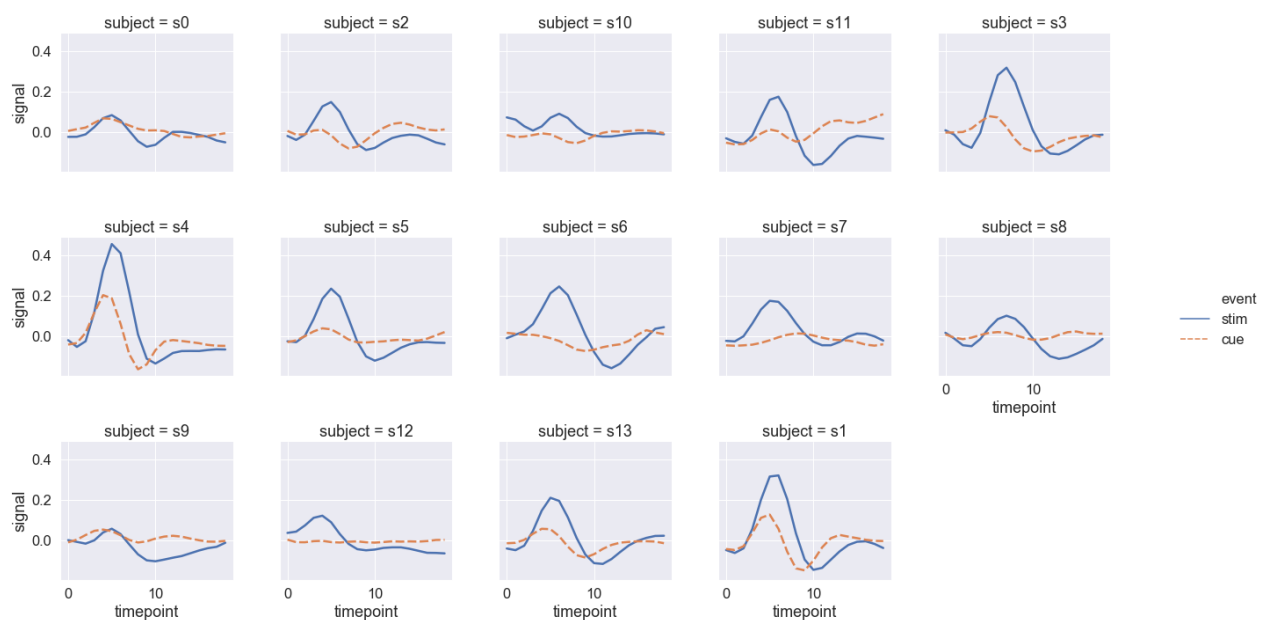 subject = s0
subject = s2
subject = s10
subject = s11
subject = s3
0.4
0.2
0.0
signal
subject = s4
subject = s5
subject = s6
subject = s7
subject = s8
0.4
0.2
0.0
signal
0
10
timepoint
event
stim
cue
subject = s9
subject = s12
subject = s13
subject = s1
0.4
0.2
0.0
signal
0
10
timepoint
0
10
timepoint
0
10
timepoint
0
10
timepoint